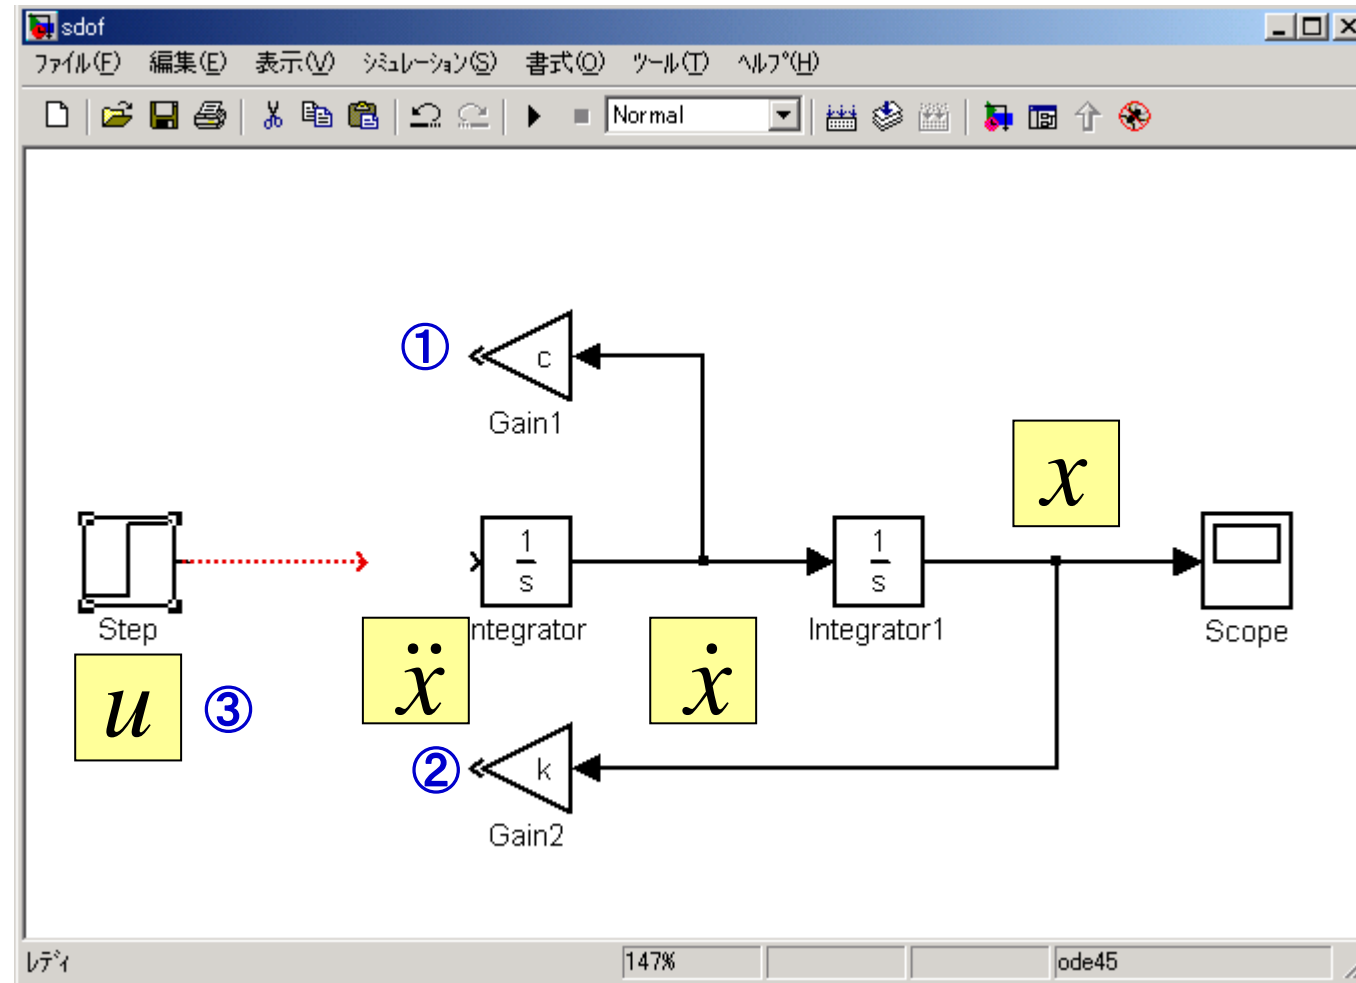 sdof
ﾌｧｲﾙ(F) 編集(E) 表示(V) ｼﾐｭﾚｰｼｮﾝ(S) 書式(O) ﾂｰﾙ(T) ﾍﾙﾌﾟ(H)
Normal
①
c
Gain1
x
1
s
1
s
Step
ntegrator
Integrator1
Scope
u
③
ẍ
ẋ
②
k
Gain2
ﾚﾃﾞｨ
147%
ode45